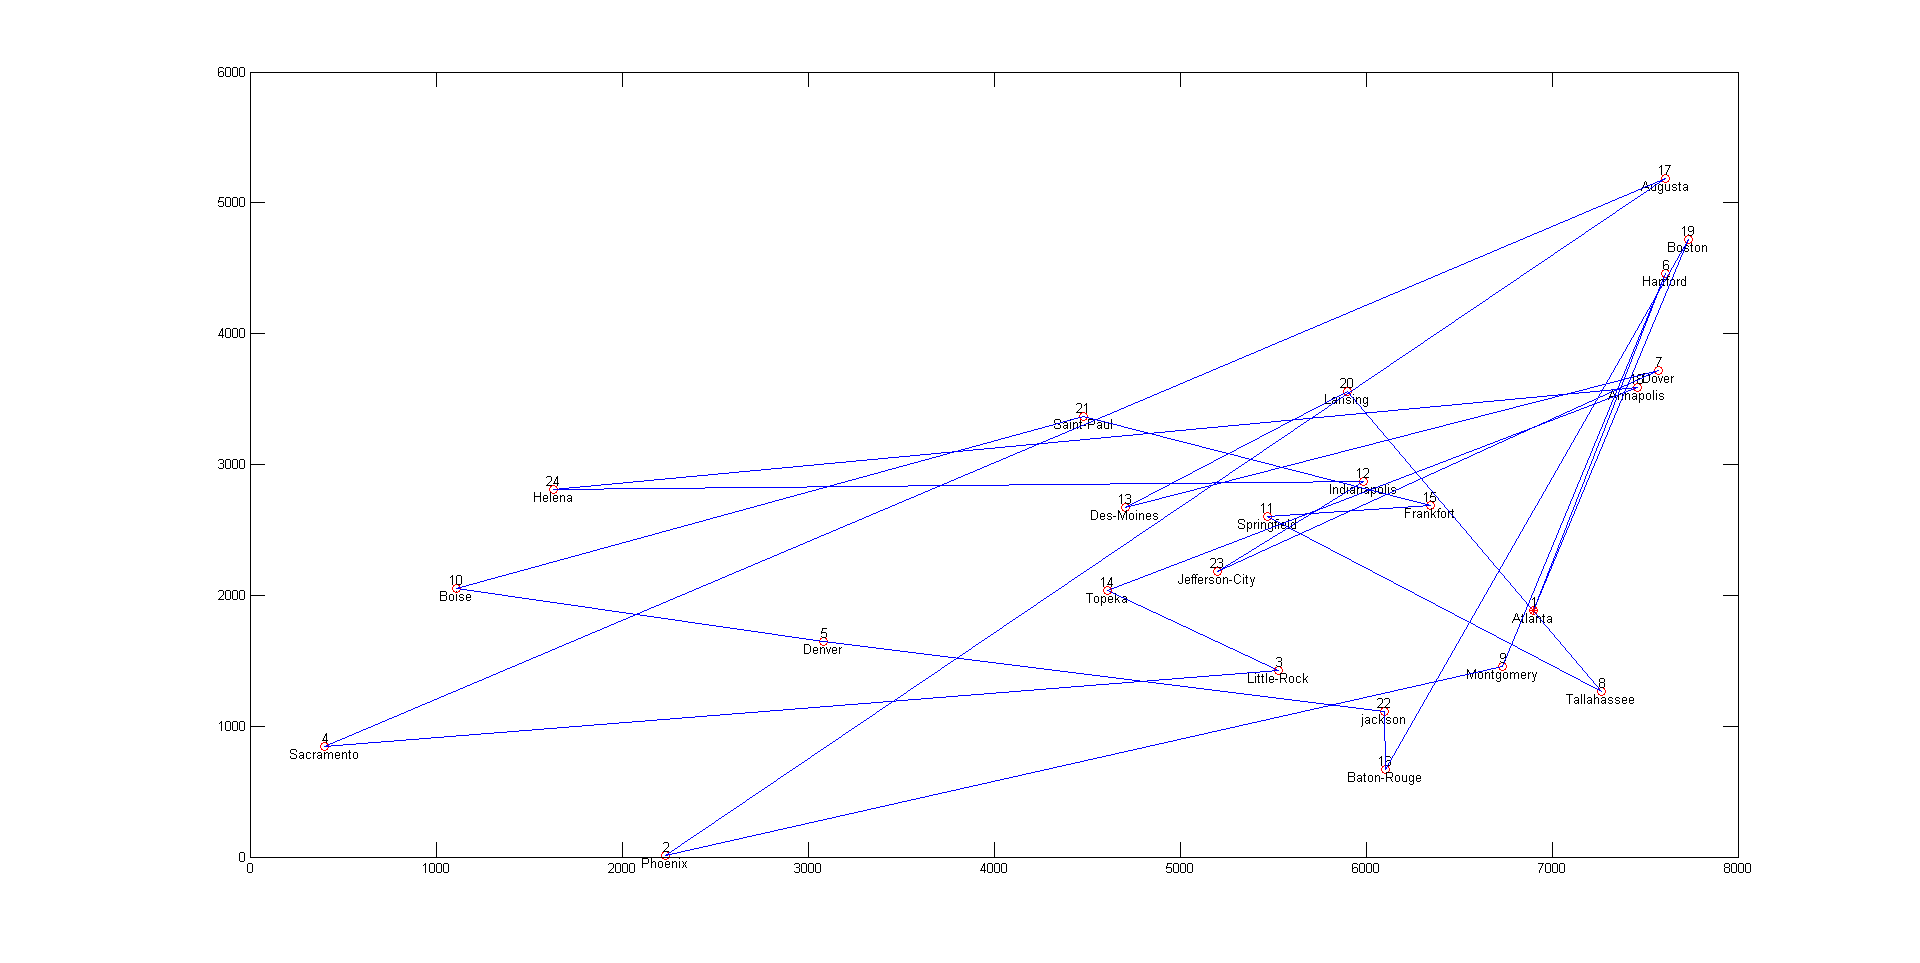 6000
17
Augusta
5000
19
Boston
6
Hartford
4000
7
Dover
20
18
Lansing
Annapolis
21
Saint-Paul
3000
24
Helena
12
Indianapolis
13
Des-Moines
15
Frankfort
11
Springfield
23
Jefferson-City
10
Boise
2000
14
Topeka
1
Atlanta
5
Denver
3
Little-Rock
9
Montgomery
8
Tallahassee
22
jackson
1000
4
Sacramento
16
Baton-Rouge
2
Phoenix
0
0 1000 2000 3000 4000 5000 6000 7000 8000